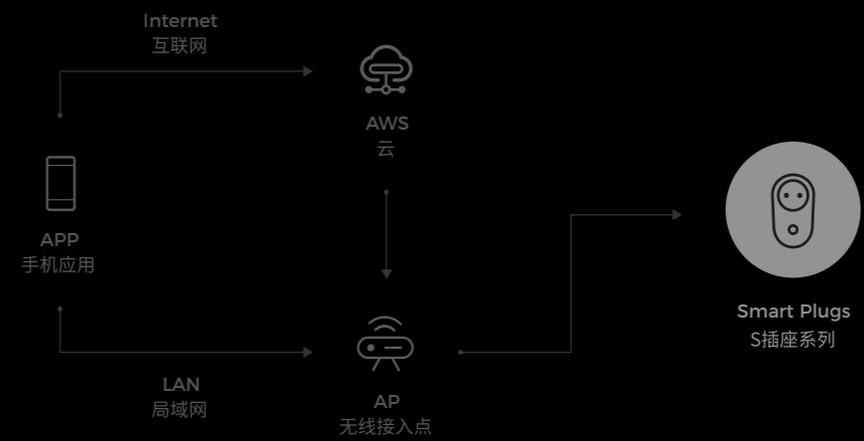 Internet
互联网
AWS
云
APP
手机应用
Smart Plugs
S插座系列
LAN
局域网
AP
无线接入点